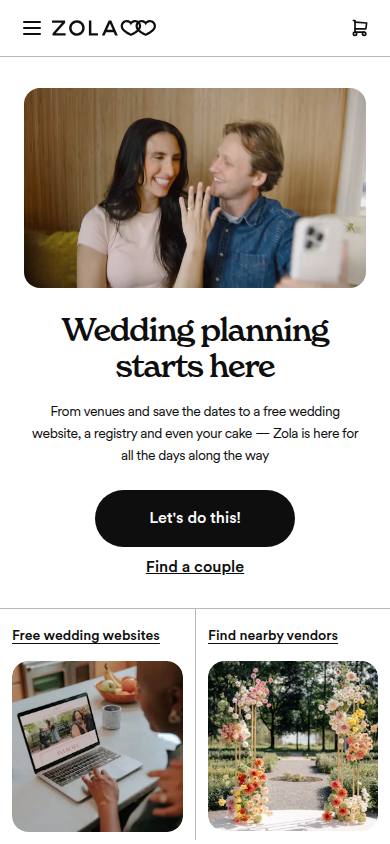 ZOLA
Wedding planning
starts here
From venues and save the dates to a free wedding
website, a registry and even your cake — Zola is here for
all the days along the way
Let's do this!
Find a couple
Free wedding websites
Find nearby vendors